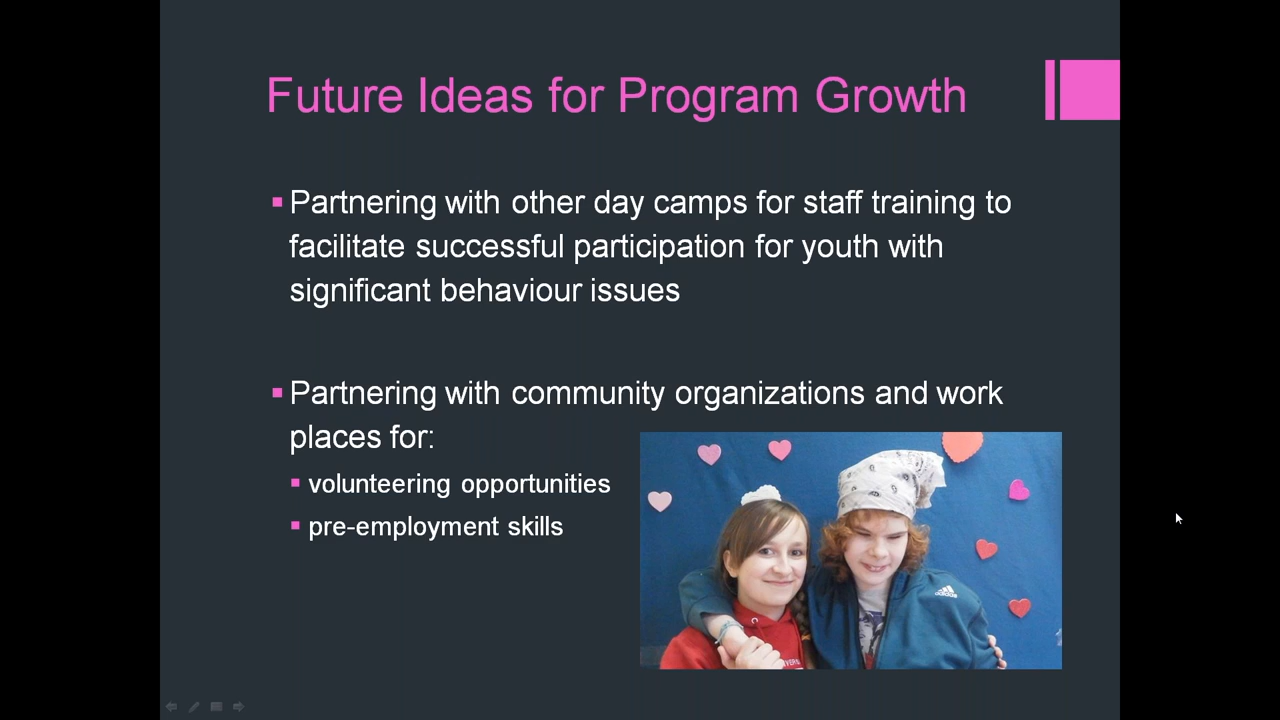 Future Ideas for Program Growth
Partnering with other day camps for staff training to
facilitate successful participation for youth with
significant behaviour issues
Partnering with community organizations and work
places for:
volunteering opportunities
pre-employment skills
adidas